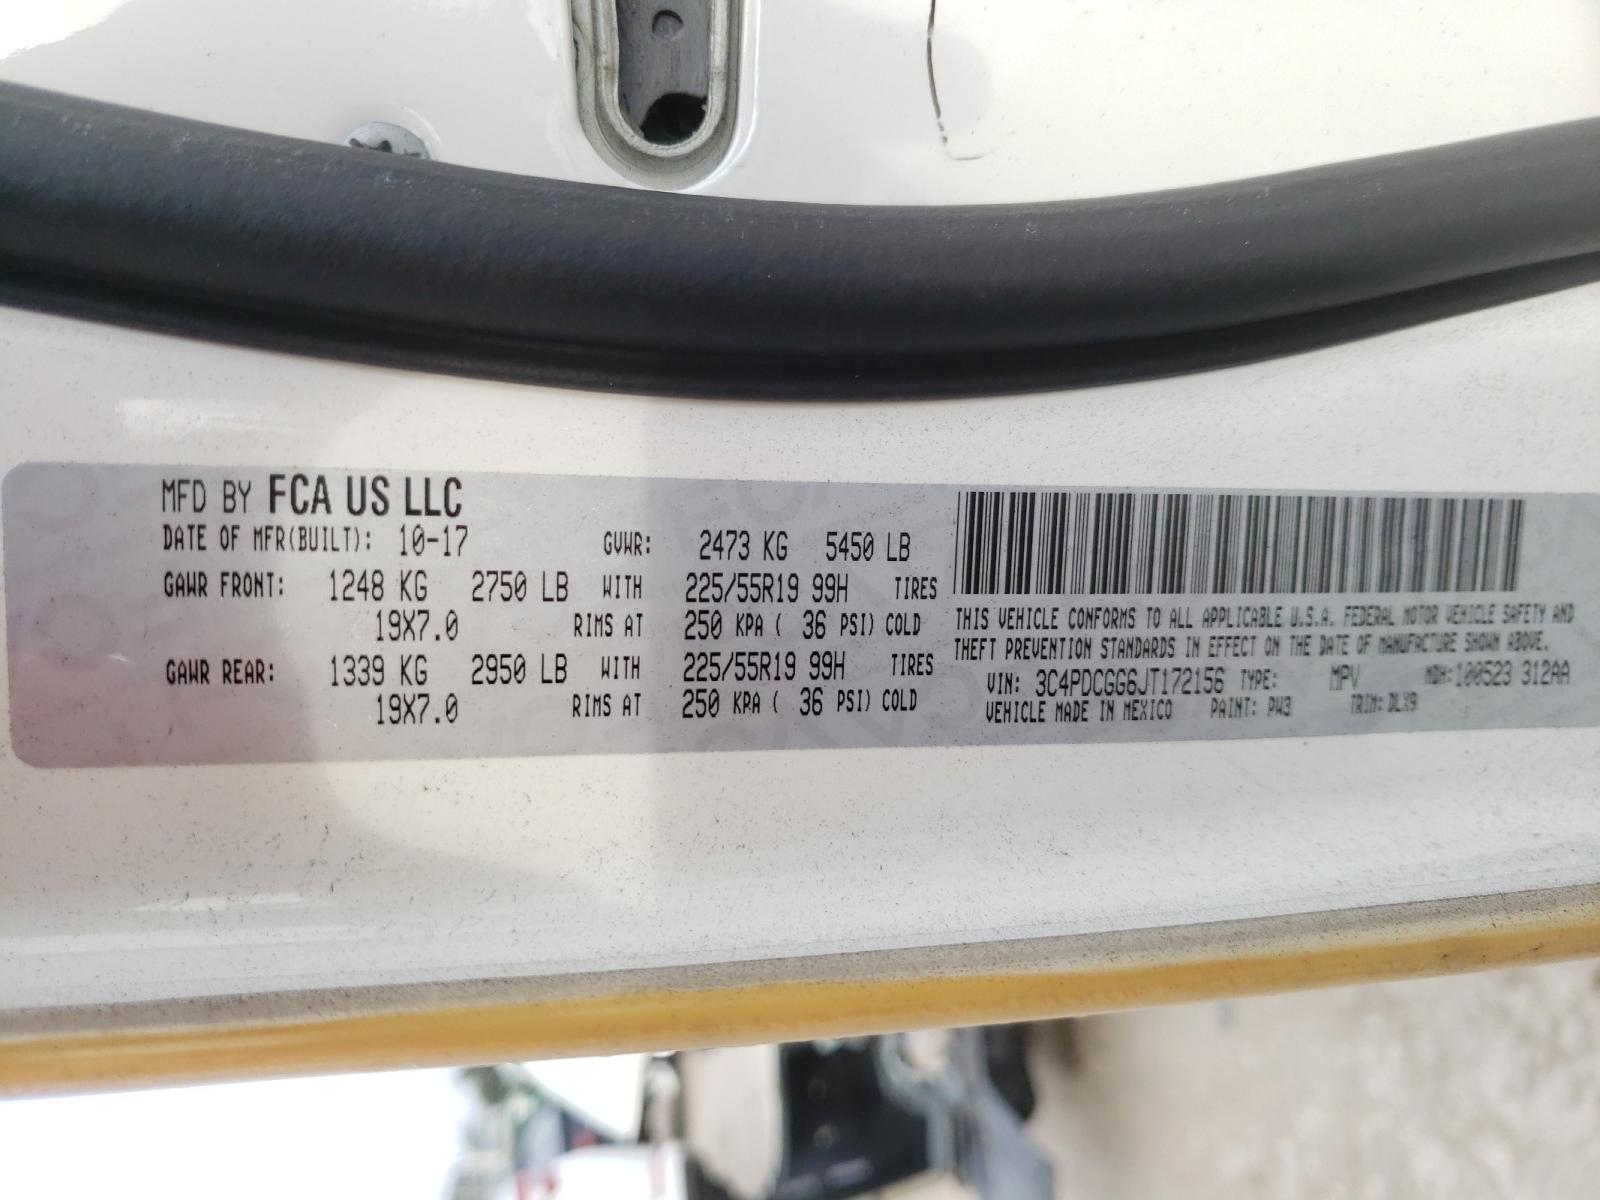 MFD BY FCA US LLC
DATE OF MFR(BUILT): 10-17 GVWR: 2473 KG 5450 LB
GAWR FRONT: 1248 KG 2750 LB WITH 225/55R19 99H TIRES
19X7.0 RIMS AT 250 KPA ( 36 PSI) COLD
GAWR REAR: 1339 KG 2950 LB WITH 225/55R19 99H TIRES
19X7.0 RIMS AT 250 KPA ( 36 PSI) COLD
THIS VEHICLE CONFORMS TO ALL APPLICABLE U.S.A. FEDERAL MOTOR VEHICLE SAFETY AND
THEFT PREVENTION STANDARDS IN EFFECT ON THE DATE OF MANUFACTURE SHOWN ABOVE.
VIN: 3C4PDCGG6JT172156 TYPE: MPV MDH:100523 312AA
VEHICLE MADE IN MEXICO PAINT: PW3 TRIM:DLX9